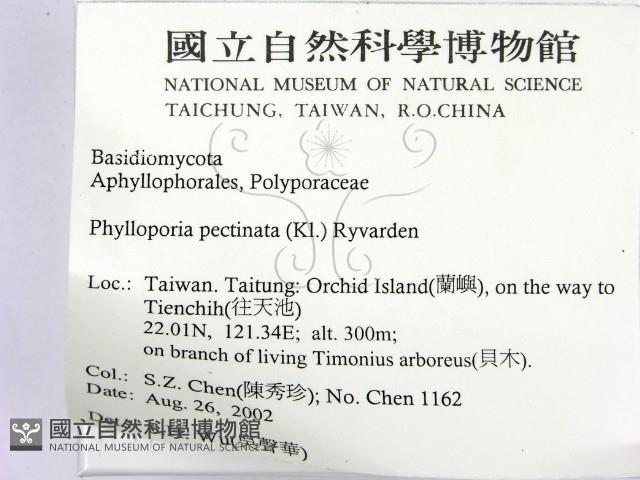 國立自然科學博物館
NATIONAL MUSEUM OF NATURAL SCIENCE
TAICHUNG, TAIWAN, R.O.CHINA
Basidiomycota
Aphyllophorales, Polyporaceae
Phylloporia pectinata (Kl.) Ryvarden
Loc.: Taiwan. Taitung: Orchid Island(蘭嶼), on the way to
Tienchih(往天池)
22.01N, 121.34E; alt. 300m;
on branch of living Timonius arboreus(貝木).
Col.: S.Z. Chen(陳秀珍); No. Chen 1162
Date: Aug. 26, 2002
Wu(吳聲華)
國立自然科學博物館
NATIONAL MUSEUM OF NATURAL SCIENCE